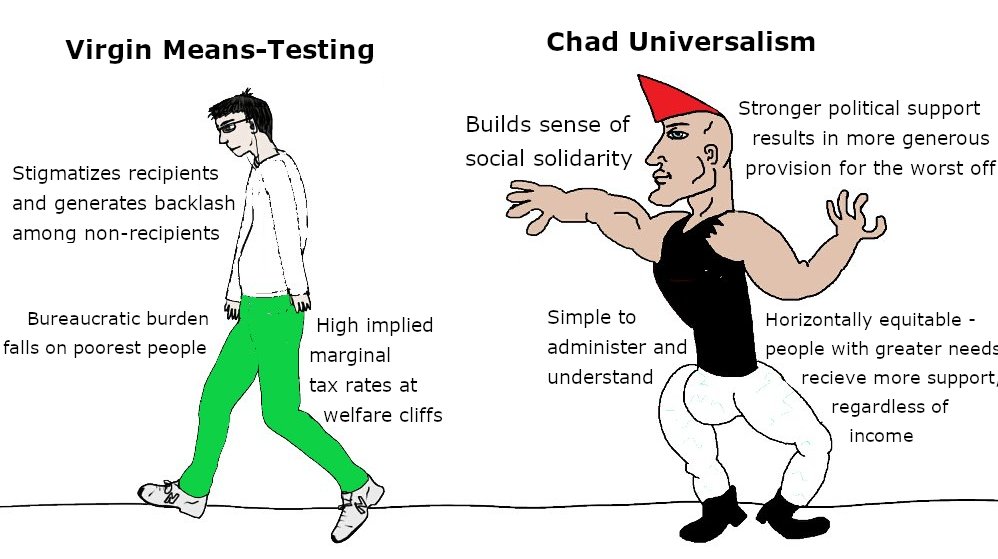 Virgin Means-Testing
Stigmatizes recipients
and generates backlash
among non-recipients
Bureaucratic burden
falls on poorest people
High implied
marginal
tax rates at
welfare cliffs
Chad Universalism
Builds sense of
social solidarity
Stronger political support
results in more generous
provision for the worst off
Simple to
administer and
understand
Horizontally equitable -
people with greater needs
recieve more support,
regardless of
income